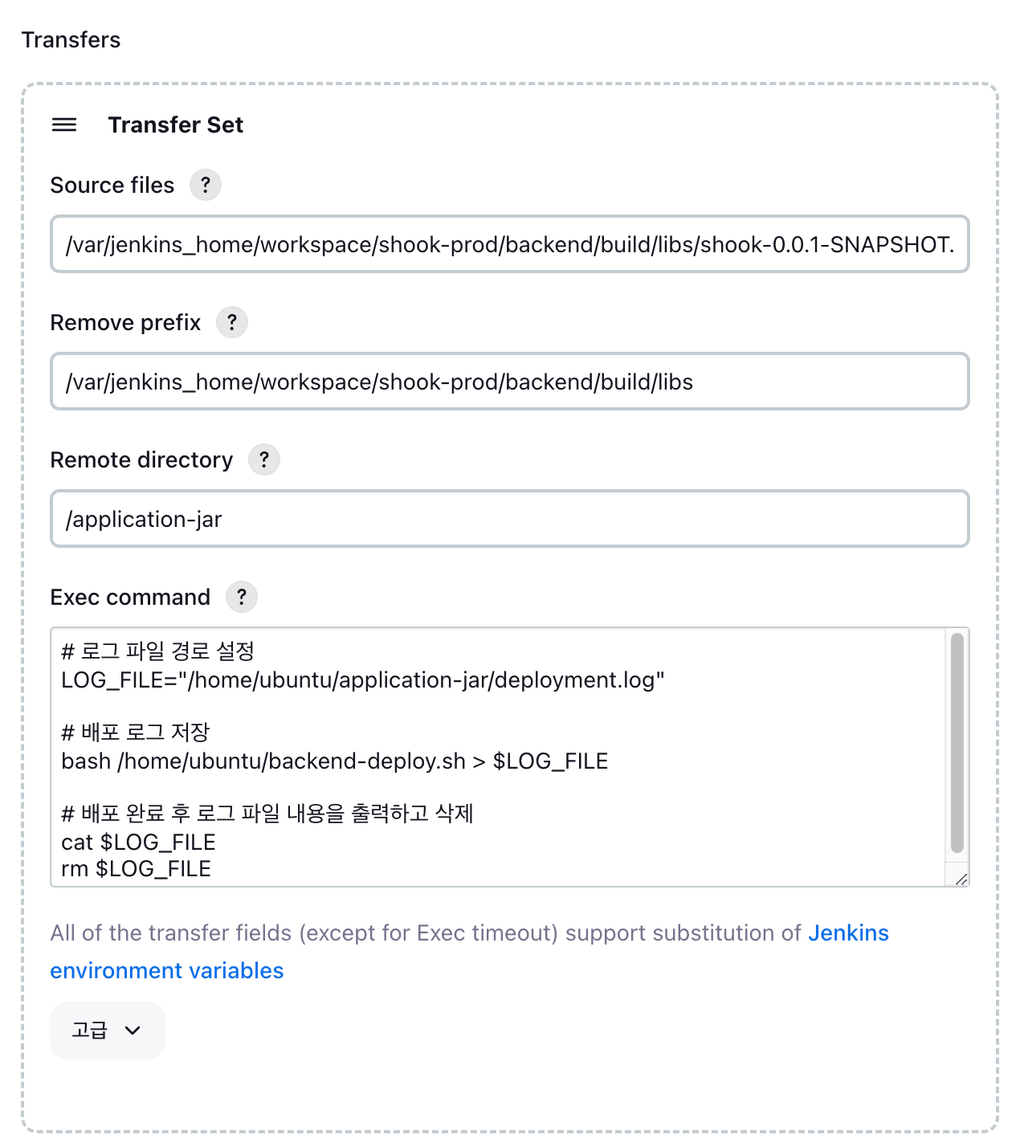 Transfers
Transfer Set
Source files ?
/var/jenkins_home/workspace/shook-prod/backend/build/libs/shook-0.0.1-SNAPSHOT.
Remove prefix ?
/var/jenkins_home/workspace/shook-prod/backend/build/libs
Remote directory ?
/application-jar
Exec command ?
# 로그 파일 경로 설정
LOG_FILE="/home/ubuntu/application-jar/deployment.log"
# 배포 로그 저장
bash /home/ubuntu/backend-deploy.sh > $LOG_FILE
# 배포 완료 후 로그 파일 내용을 출력하고 삭제
cat $LOG_FILE
rm $LOG_FILE
All of the transfer fields (except for Exec timeout) support substitution of Jenkins
environment variables
고급